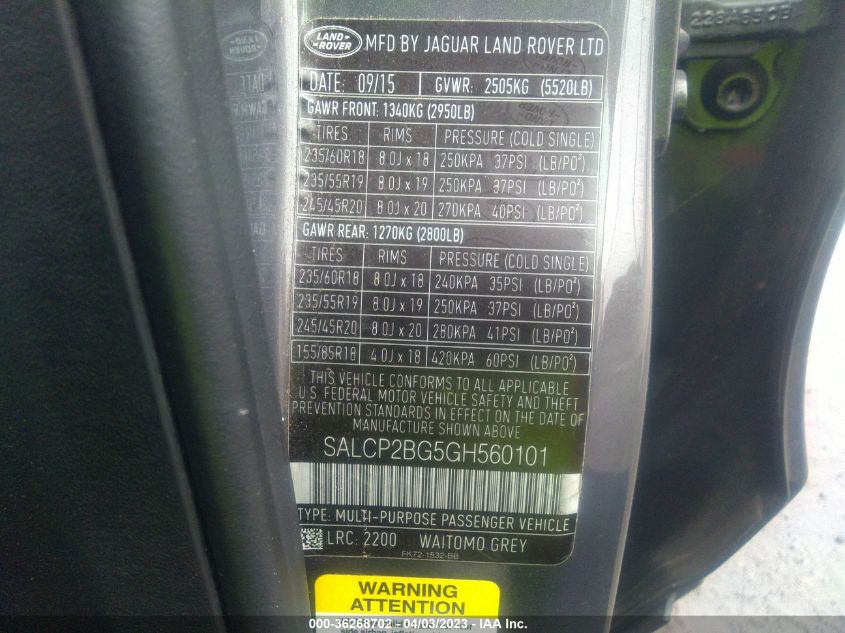 LAND ROVER MFD BY JAGUAR LAND ROVER LTD
DATE: 09/15 GVWR: 2505KG (5520LB)
GAWR FRONT: 1340KG (2950LB)
TIRES RIMS PRESSURE (COLD SINGLE)
235/60R18 8.0J x 18 250KPA 37PSI (LB/PO²)
235/55R19 8.0J x 19 250KPA 37PSI (LB/PO²)
245/45R20 8.0J x 20 270KPA 40PSI (LB/PO²)
GAWR REAR: 1270KG (2800LB)
TIRES RIMS PRESSURE (COLD SINGLE)
235/60R18 8.0J x 18 240KPA 35PSI (LB/PO²)
235/55R19 8.0J x 19 250KPA 37PSI (LB/PO²)
245/45R20 8.0J x 20 280KPA 41PSI (LB/PO²)
155/85R18 4.0J x 18 420KPA 60PSI (LB/PO²)
THIS VEHICLE CONFORMS TO ALL APPLICABLE
U.S. FEDERAL MOTOR VEHICLE SAFETY AND THEFT
PREVENTION STANDARDS IN EFFECT ON THE DATE OF
MANUFACTURE SHOWN ABOVE.
SALCP2BG5GH560101
TYPE: MULTI-PURPOSE PASSENGER VEHICLE
LRC: 2200 WAITOMO GREY
FK72-1532-BB
WARNING
ATTENTION
000-36268702 - 04/03/2023 - IAA Inc.